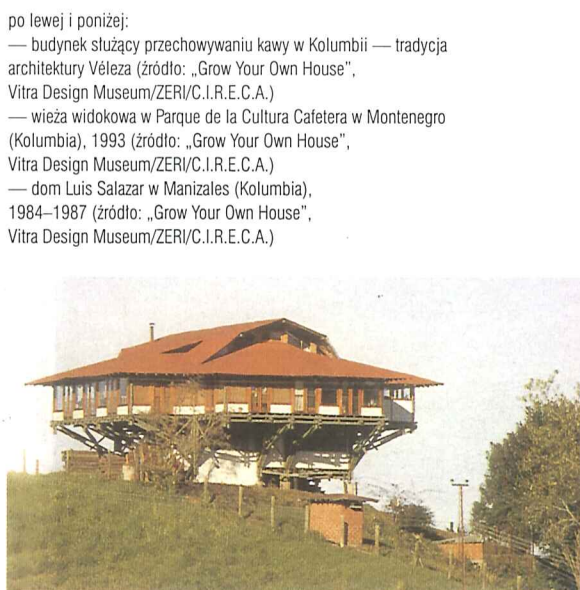 po lewej i poniżej:
— budynek służący przechowywaniu kawy w Kolumbii — tradycja
architektury Véleza (źródło: „Grow Your Own House”,
Vitra Design Museum/ZERI/C.I.R.E.C.A.)
— wieża widokowa w Parque de la Cultura Cafetera w Montenegro
(Kolumbia), 1993 (źródło: „Grow Your Own House”,
Vitra Design Museum/ZERI/C.I.R.E.C.A.)
— dom Luis Salazar w Manizales (Kolumbia),
1984–1987 (źródło: „Grow Your Own House”,
Vitra Design Museum/ZERI/C.I.R.E.C.A.)